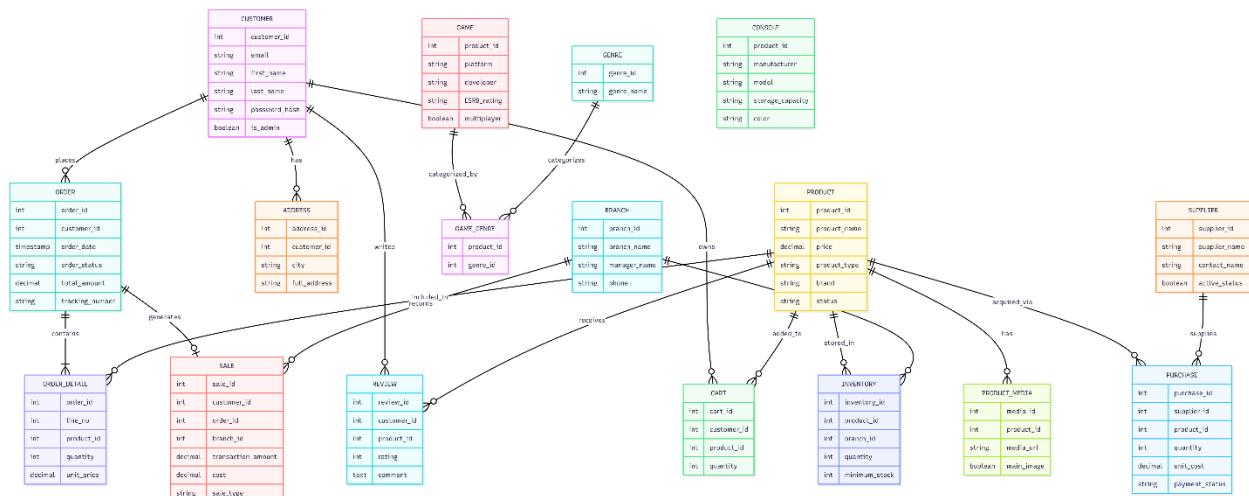 CUSTOMER
int customer_id
string email
string first_name
string last_name
string password_hash
boolean is_admin
GAME
int product_id
string platform
string developer
string ESRB_rating
boolean multiplayer
GENRE
int genre_id
string genre_name
CONSOLE
int product_id
string manufacturer
string model
string storage_capacity
string color
places
has
categorized_by
categorizes
ORDER
int order_id
int customer_id
timestamp order_date
string order_status
decimal total_amount
string tracking_number
ADDRESS
int address_id
int customer_id
string city
string full_address
writes
GAME_GENRE
int product_id
int genre_id
BRANCH
int branch_id
string branch_name
string manager_name
string phone
owns
PRODUCT
int product_id
string product_name
decimal price
string product_type
string brand
string status
SUPPLIER
int supplier_id
string supplier_name
string contact_name
boolean active_status
contains
generates
included_in
records
receives
added_to
stored_in
has
acquired_via
supplies
ORDER_DETAIL
int order_id
int line_no
int product_id
int quantity
decimal unit_price
SALE
int sale_id
int customer_id
int order_id
int branch_id
decimal transaction_amount
decimal cost
string sale_type
REVIEW
int review_id
int customer_id
int product_id
int rating
text comment
CART
int cart_id
int customer_id
int product_id
int quantity
INVENTORY
int inventory_id
int product_id
int branch_id
int quantity
int minimum_stock
PRODUCT_MEDIA
int media_id
int product_id
string media_url
boolean main_image
PURCHASE
int purchase_id
int supplier_id
int product_id
int quantity
decimal unit_cost
string payment_status